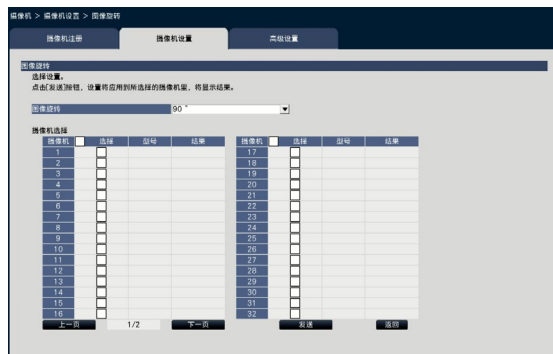 摄像机 > 摄像机设置 > 图像旋转
摄像机注册 摄像机设置 高级设置
图像旋转
选择设置。
点击[发送]按钮，设置将应用到所选择的摄像机里，将显示结果。
图像旋转 90 °
摄像机选择
摄像机 选择 型号 结果 摄像机 选择 型号 结果
1 17
2 18
3 19
4 20
5 21
6 22
7 23
8 24
9 25
10 26
11 27
12 28
13 29
14 30
15 31
16 32
上一页 1/2 下一页 发送 返回